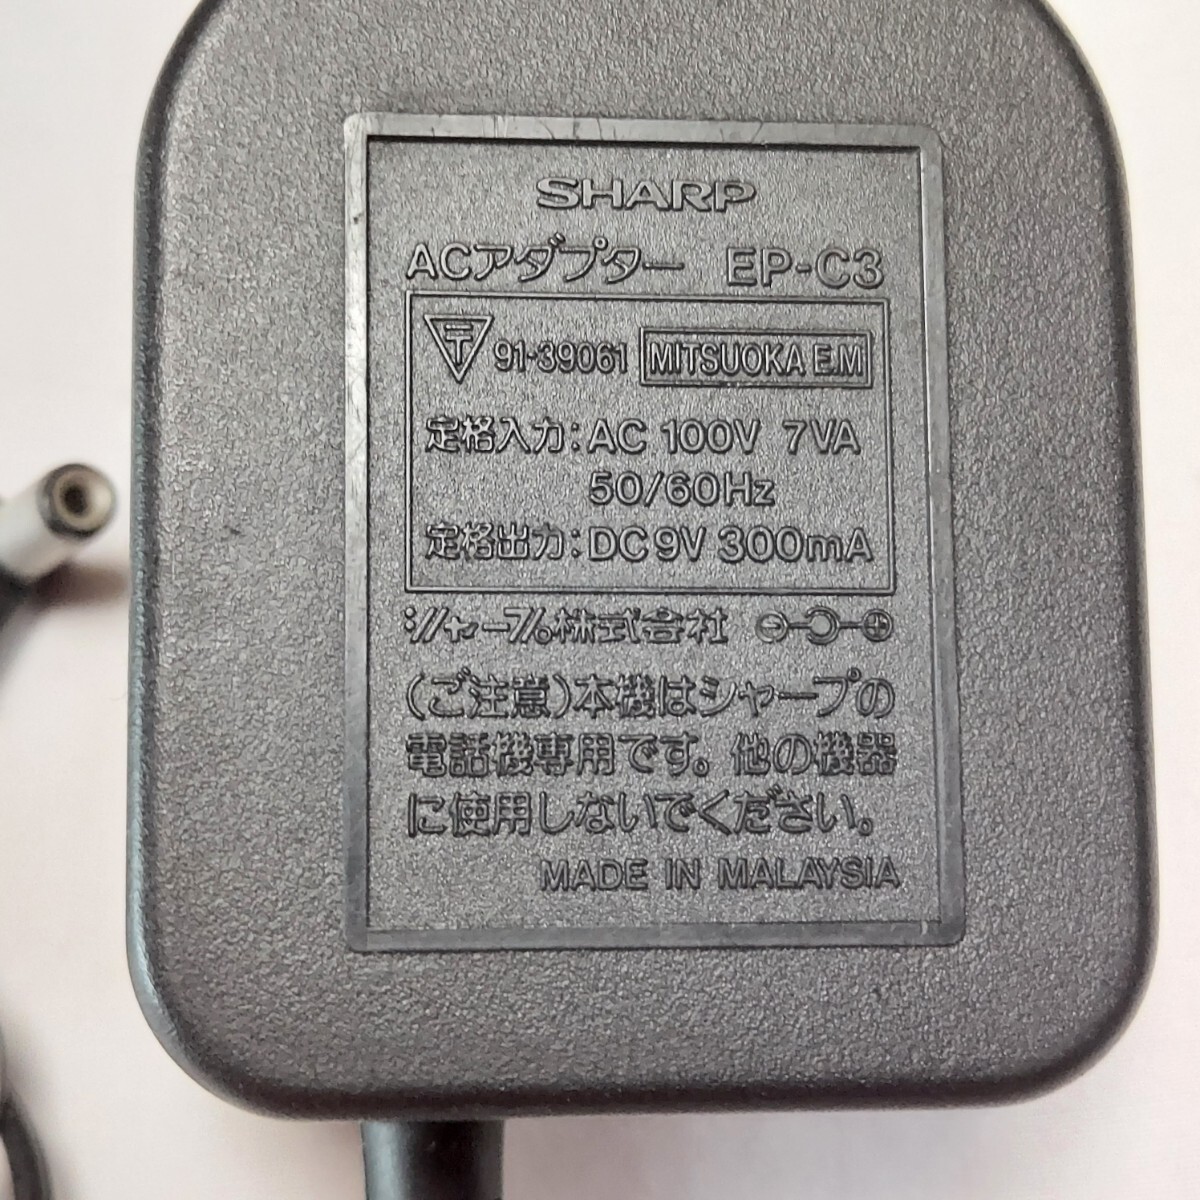 SHARP
ACアダプター EP-C3
〒 91-39061 MITSUOKA E.M
定格入力:AC 100V 7VA
50/60Hz
定格出力:DC 9V 300mA
シャープ株式会社 ⊖-C-⊕
(ご注意)本機はシャープの
電話機専用です。他の機器
に使用しないでください。
MADE IN MALAYSIA